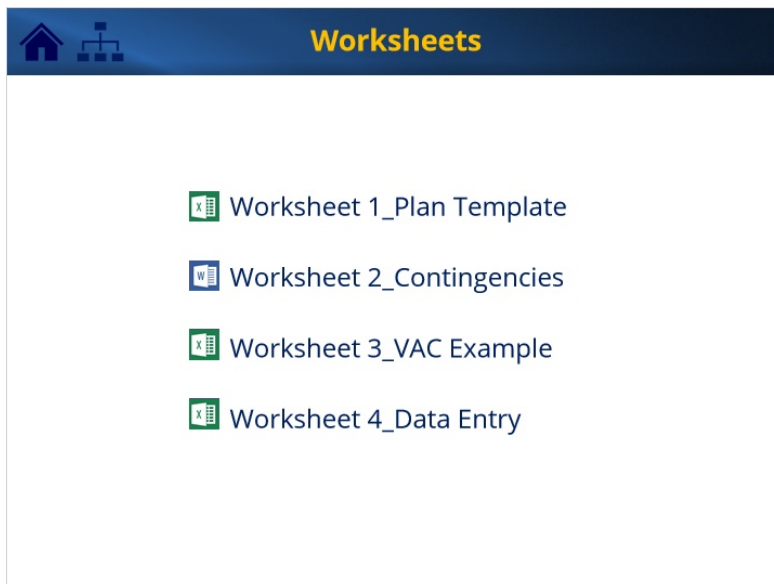 Worksheets
Worksheet 1_Plan Template
Worksheet 2_Contingencies
Worksheet 3_VAC Example
Worksheet 4_Data Entry